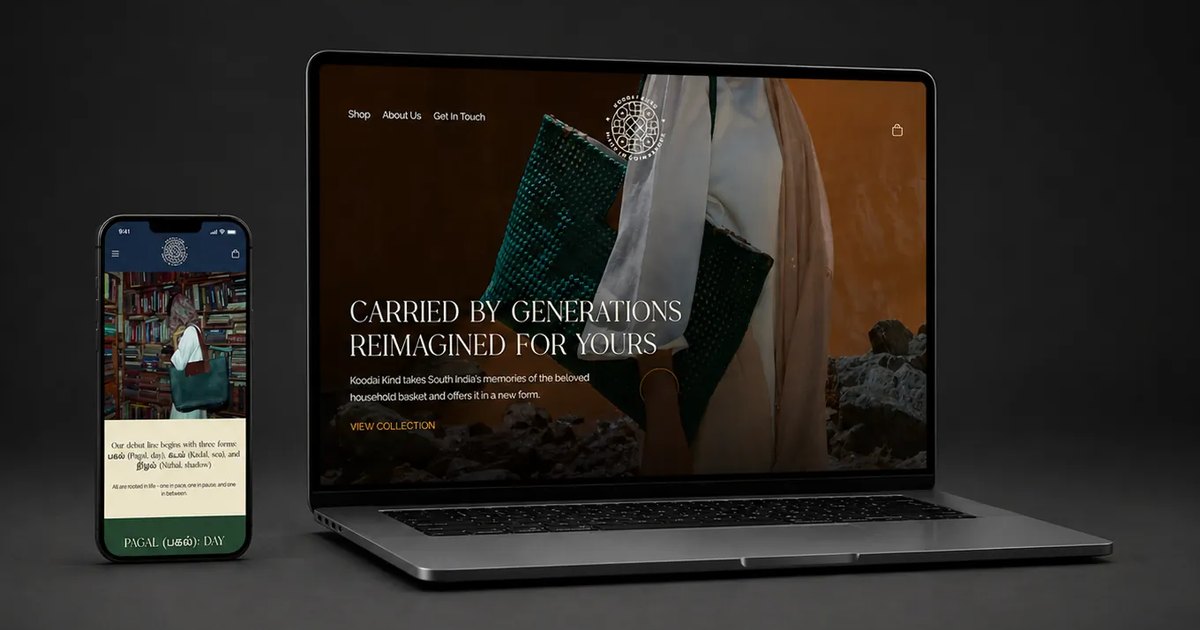 9:41
Our debut line begins with three forms:
பகல் (Pagal, day), கடல் (Kadal, sea), and
நிழல் (Nizhal, shadow)
All are rooted in life - one in pace, one in pause, and one
in between.
PAGAL (பகல்): DAY
Shop About Us Get In Touch
KOODAI KIND
CARRIED BY GENERATIONS
REIMAGINED FOR YOURS
Koodai Kind takes South India's memories of the beloved
household basket and offers it in a new form.
VIEW COLLECTION